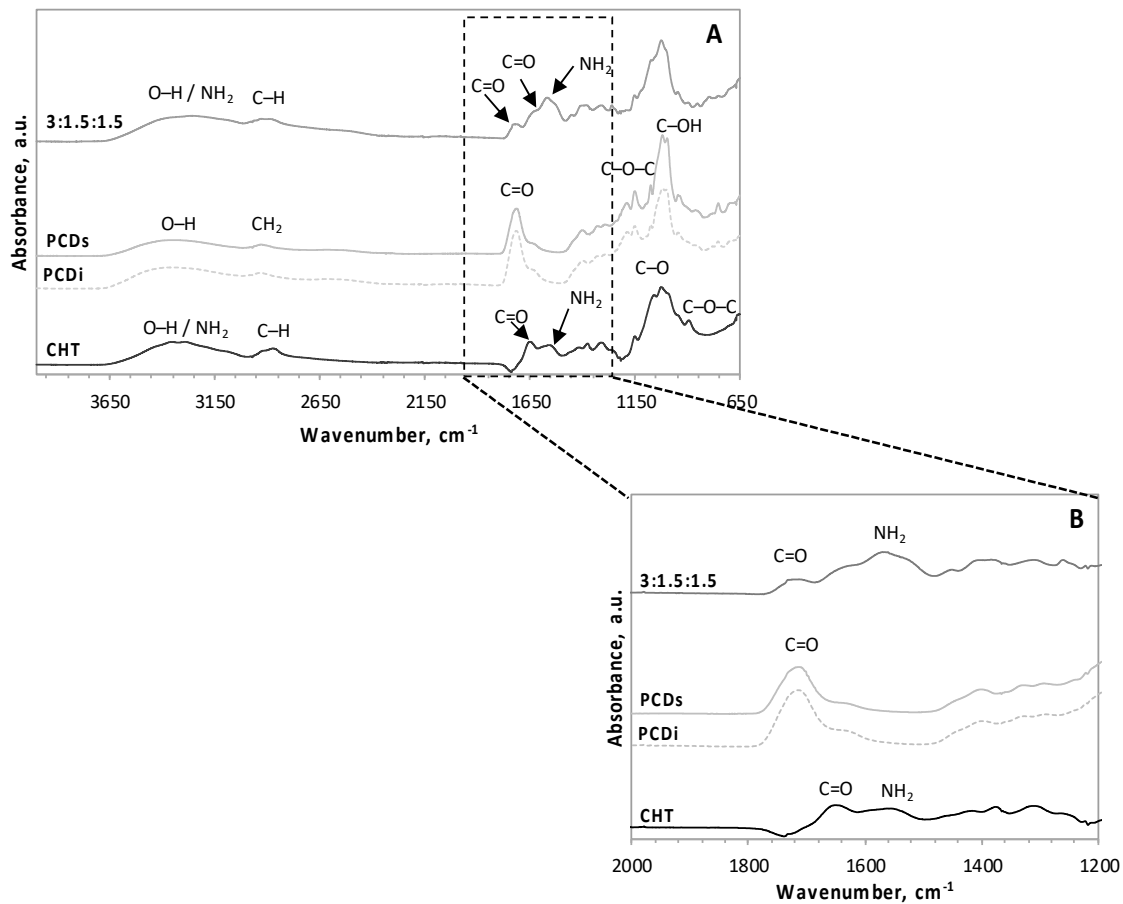 A
C=O
NH2
C=O
O–H / NH2
C–H
3:1.5:1.5
C–OH
C–O–C
C=O
O–H
CH2
PCDs
PCDi
C–O
NH2
C–O–C
C=O
O–H / NH2
C–H
CHT
Absorbance, a.u.
3650 3150 2650 2150 1650 1150 650
Wavenumber, cm-1
B
NH2
C=O
3:1.5:1.5
C=O
PCDs
PCDi
C=O
NH2
CHT
Absorbance, a.u.
2000 1800 1600 1400 1200
Wavenumber, cm-1